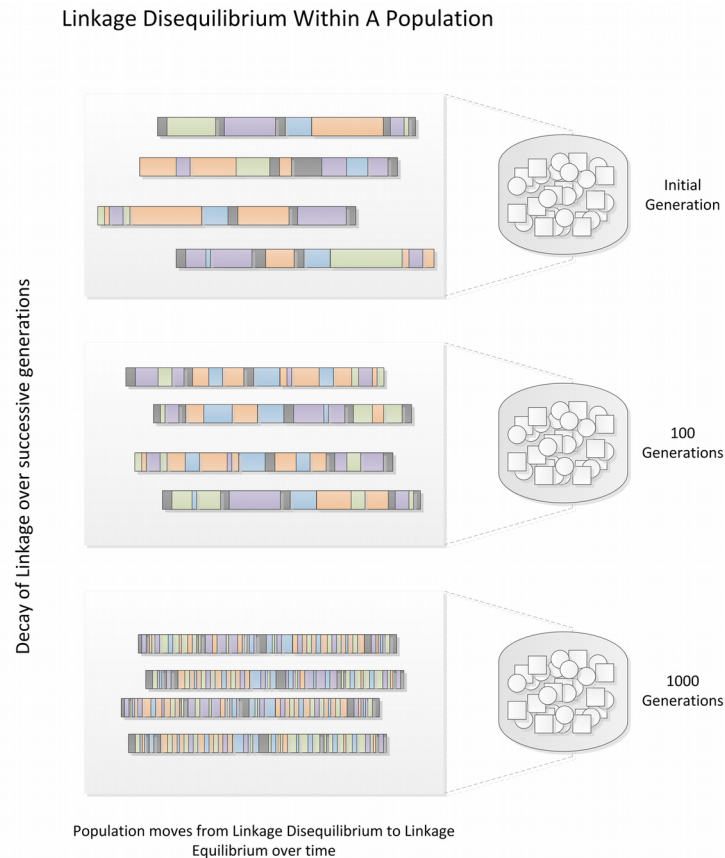 Linkage Disequilibrium Within A Population
Initial
Generation
Decay of Linkage over successive generations
100
Generations
1000
Generations
Population moves from Linkage Disequilibrium to Linkage
Equilibrium over time